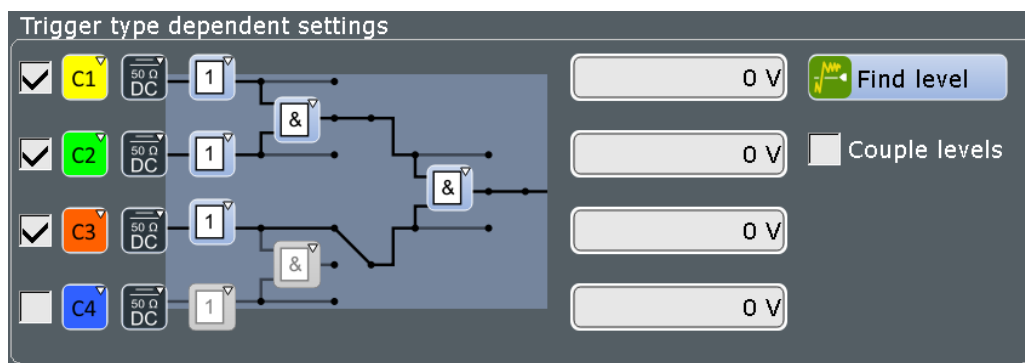 Trigger type dependent settings
C1 50 Ω DC 1 0 V Find level
&
C2 50 Ω DC 1 0 V Couple levels
&
C3 50 Ω DC 1 0 V
&
C4 50 Ω DC 1 0 V